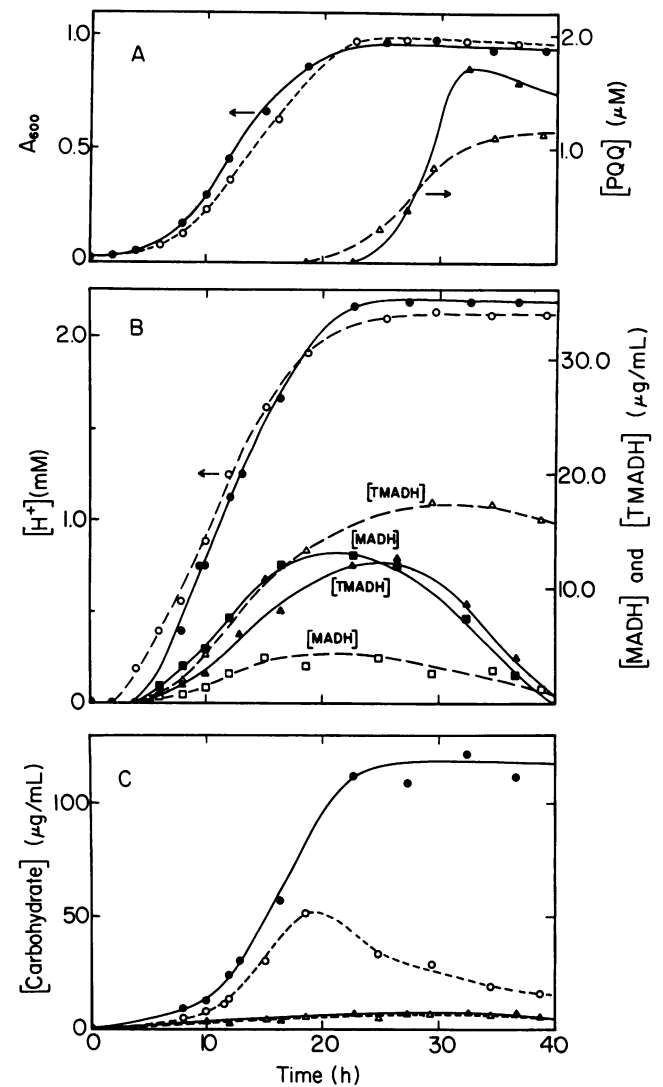 A
1.0
0.5
0
A600
2.0
1.0
[PQQ] (μM)
B
2.0
1.0
0
[H+](mM)
30.0
20.0
10.0
[MADH] and [TMADH] (μg/mL)
[TMADH]
[MADH]
[TMADH]
[MADH]
C
100
50
0
[Carbohydrate] (μg/mL)
0 10 20 30 40
Time (h)